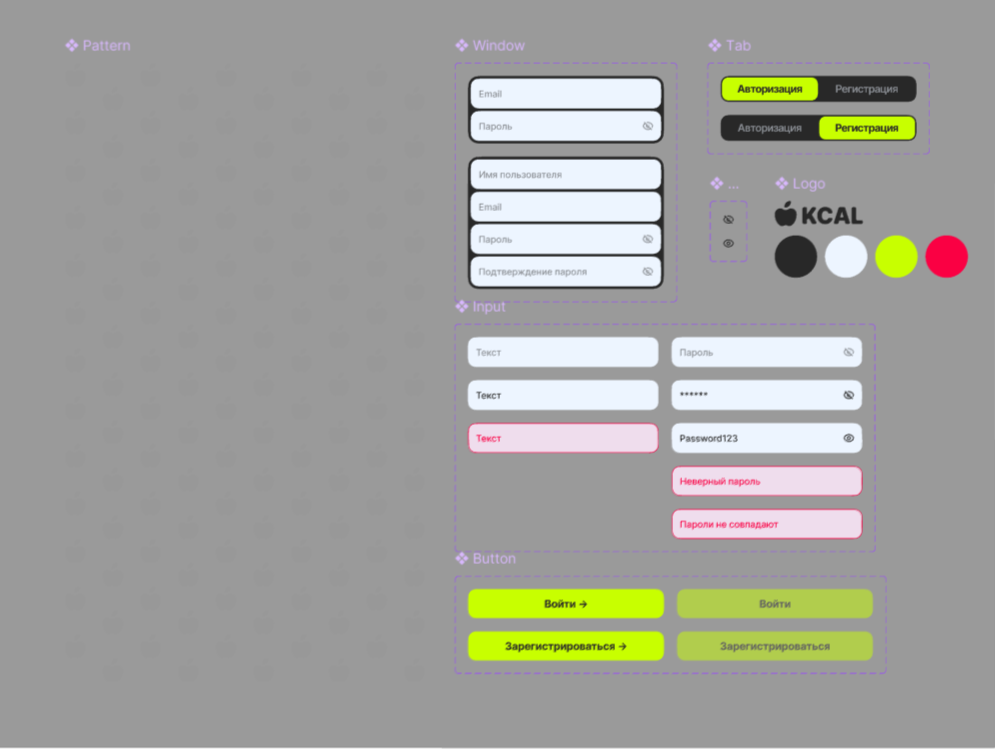 Pattern
Window
Email
Пароль
Имя пользователя
Email
Пароль
Подтверждение пароля
Tab
Авторизация Регистрация
Авторизация Регистрация
...
Logo
KCAL
Input
Текст Пароль
Текст ******
Текст Password123
Неверный пароль
Пароли не совпадают
Button
Войти → Войти
Зарегистрироваться → Зарегистрироваться